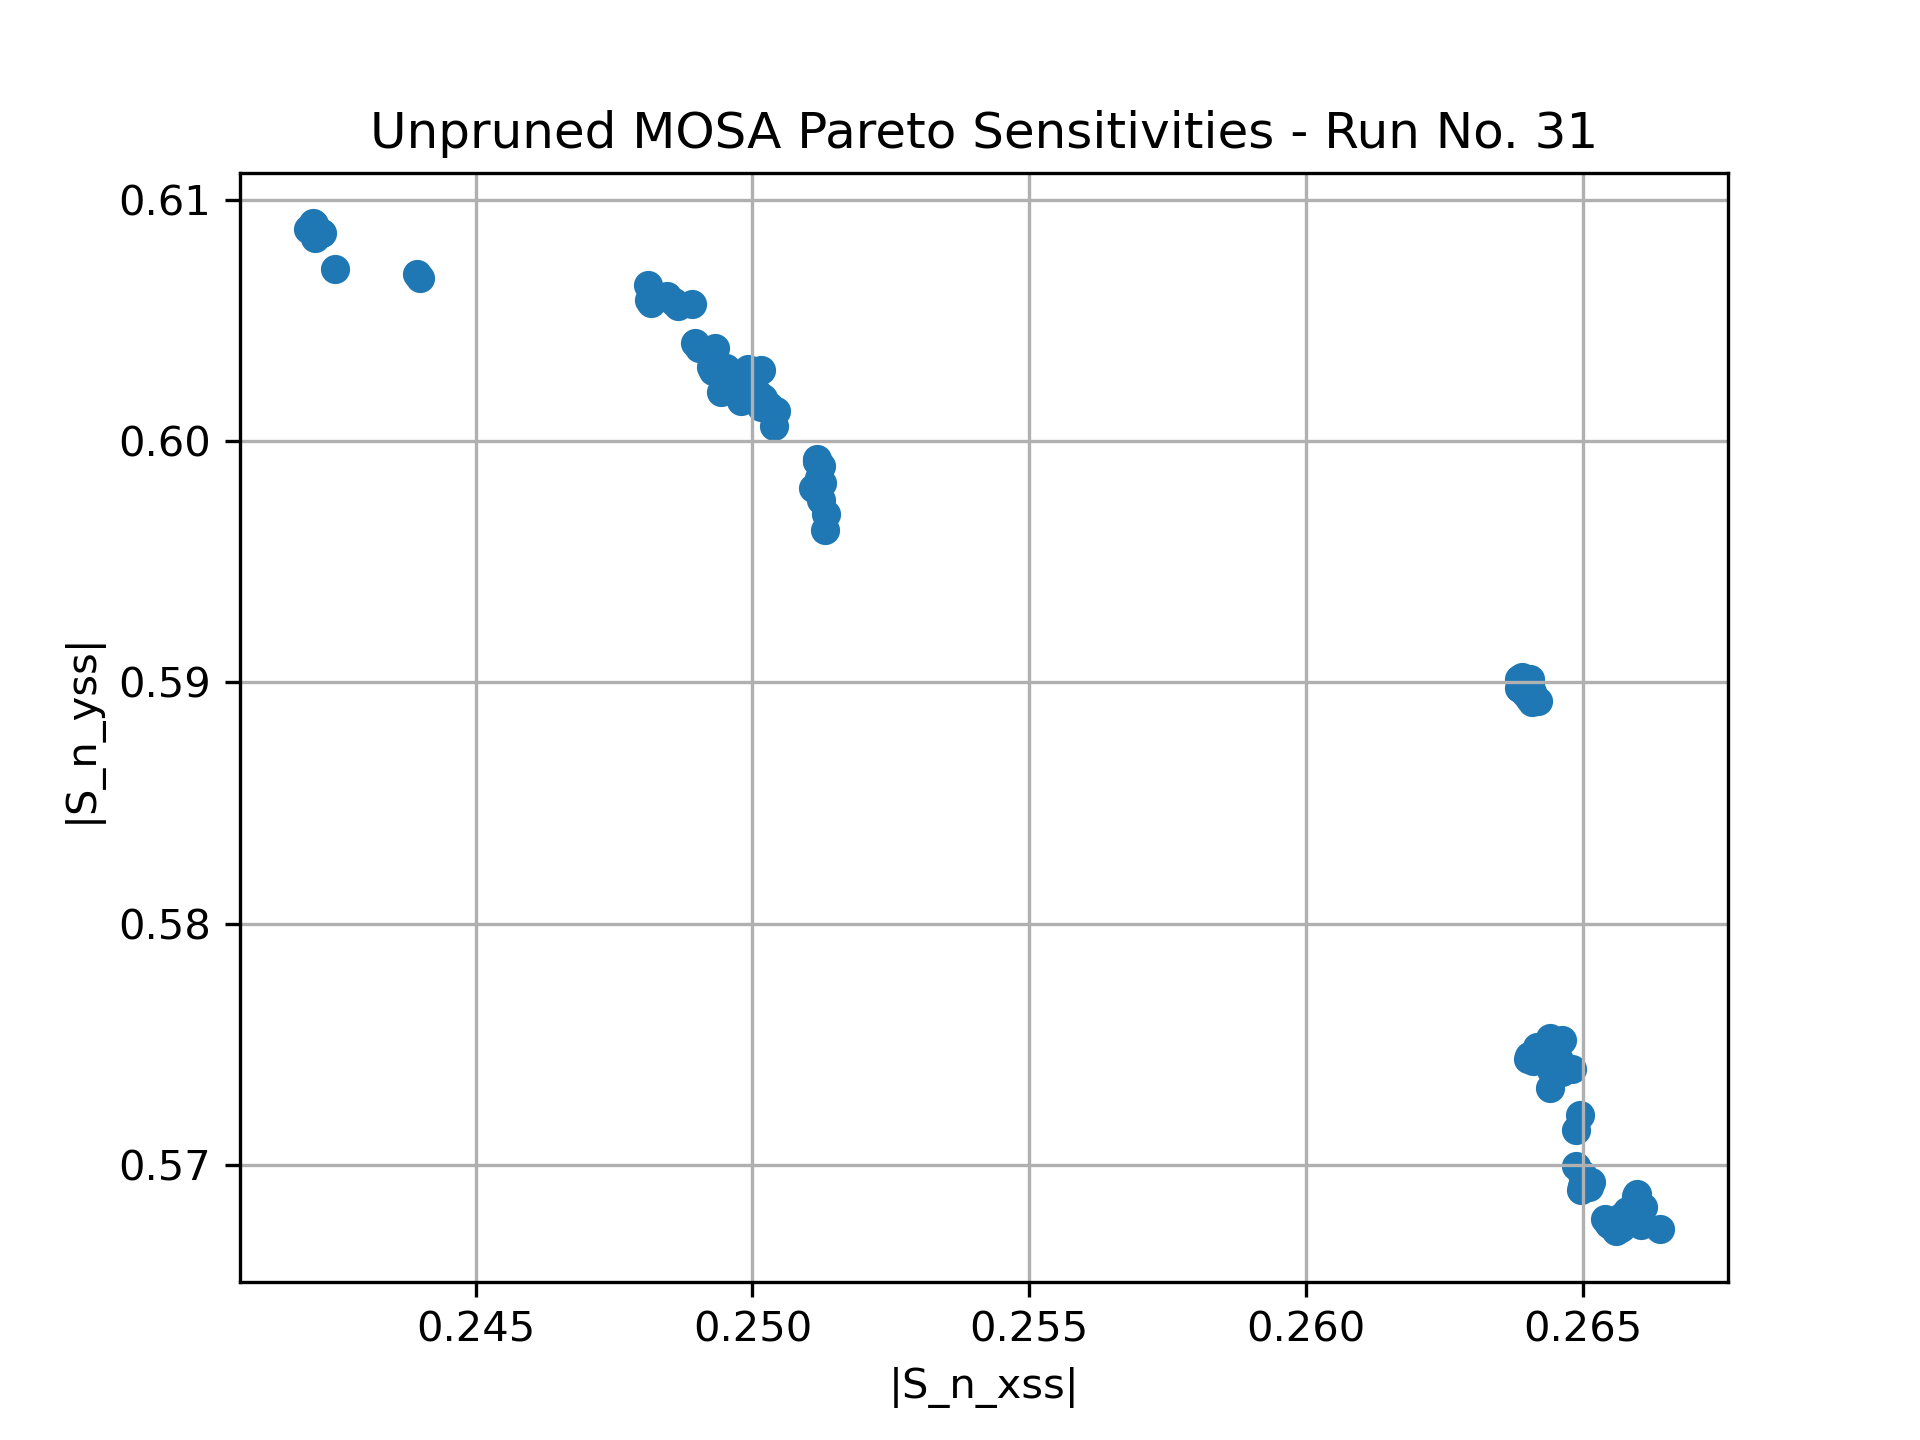 Unpruned MOSA Pareto Sensitivities - Run No. 31
0.61
0.60
0.59
0.58
0.57
|S_n_yss|
0.245 0.250 0.255 0.260 0.265
|S_n_xss|